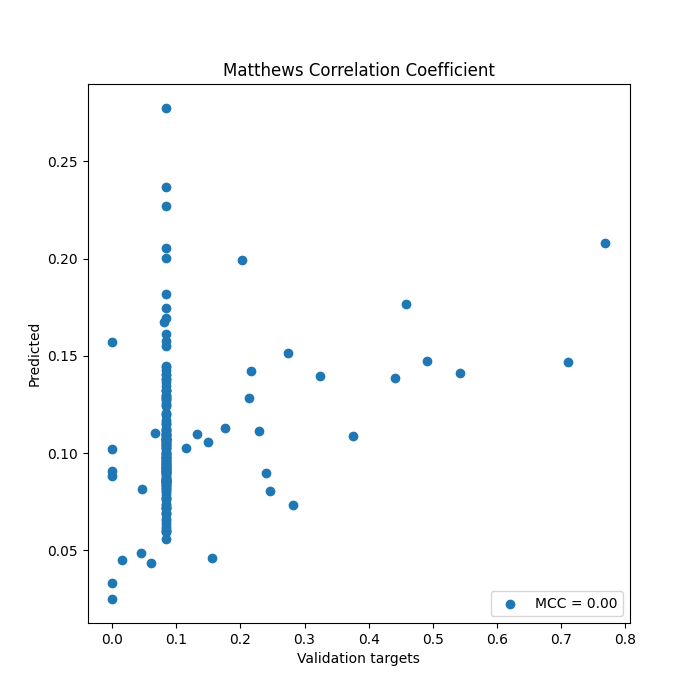 Matthews Correlation Coefficient
Predicted
0.25
0.20
0.15
0.10
0.05
MCC = 0.00
0.0 0.1 0.2 0.3 0.4 0.5 0.6 0.7 0.8
Validation targets